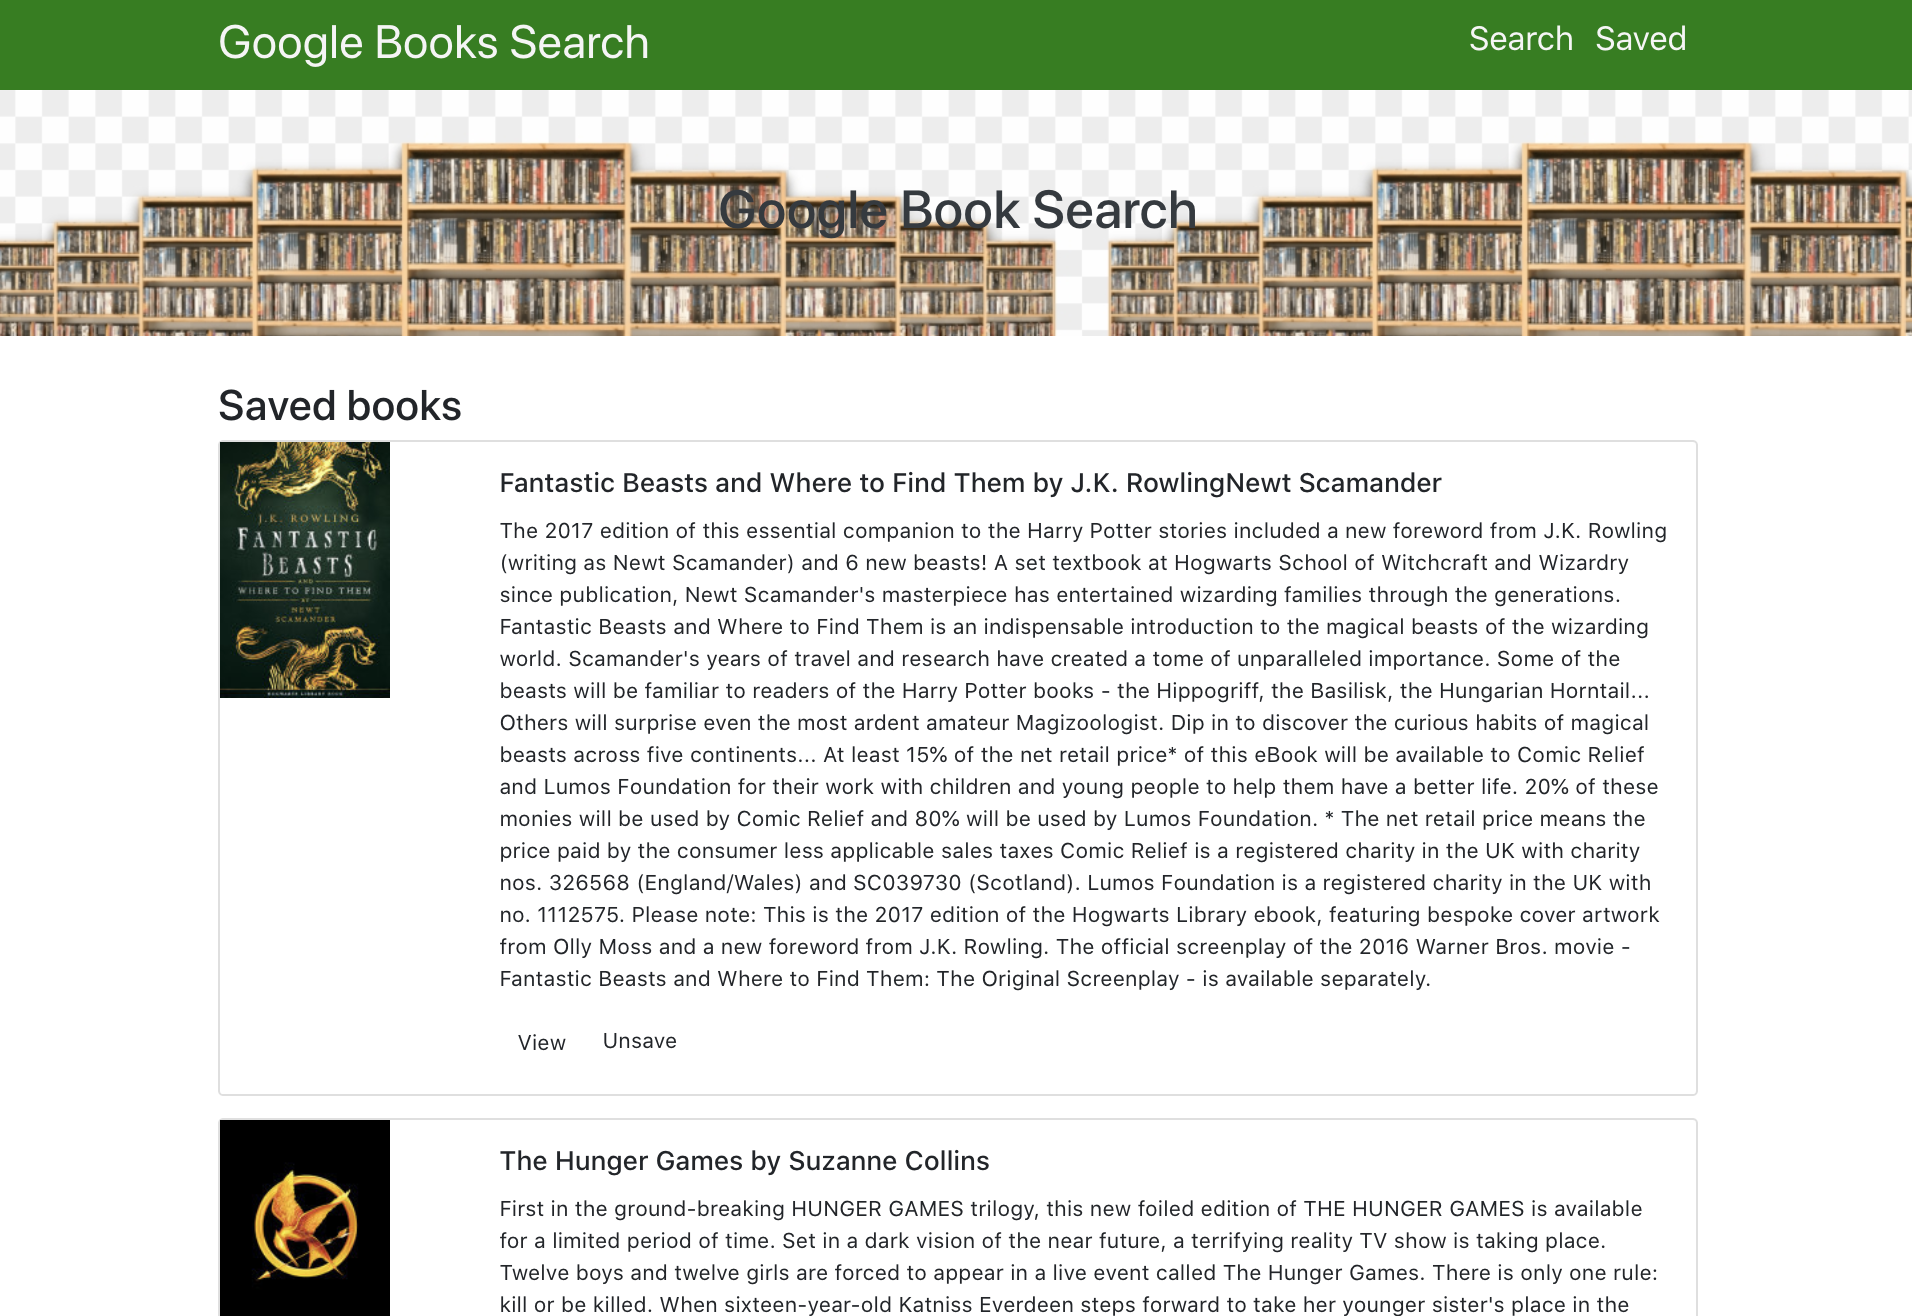 Google Books Search
Search Saved
Google Book Search
Saved books
J.K. ROWLING
FANTASTIC
BEASTS
AND
WHERE TO FIND THEM
BY
NEWT
SCAMANDER
HOGWARTS LIBRARY BOOK
Fantastic Beasts and Where to Find Them by J.K. RowlingNewt Scamander
The 2017 edition of this essential companion to the Harry Potter stories included a new foreword from J.K. Rowling
(writing as Newt Scamander) and 6 new beasts! A set textbook at Hogwarts School of Witchcraft and Wizardry
since publication, Newt Scamander's masterpiece has entertained wizarding families through the generations.
Fantastic Beasts and Where to Find Them is an indispensable introduction to the magical beasts of the wizarding
world. Scamander's years of travel and research have created a tome of unparalleled importance. Some of the
beasts will be familiar to readers of the Harry Potter books - the Hippogriff, the Basilisk, the Hungarian Horntail...
Others will surprise even the most ardent amateur Magizoologist. Dip in to discover the curious habits of magical
beasts across five continents... At least 15% of the net retail price* of this eBook will be available to Comic Relief
and Lumos Foundation for their work with children and young people to help them have a better life. 20% of these
monies will be used by Comic Relief and 80% will be used by Lumos Foundation. * The net retail price means the
price paid by the consumer less applicable sales taxes Comic Relief is a registered charity in the UK with charity
nos. 326568 (England/Wales) and SC039730 (Scotland). Lumos Foundation is a registered charity in the UK with
no. 1112575. Please note: This is the 2017 edition of the Hogwarts Library ebook, featuring bespoke cover artwork
from Olly Moss and a new foreword from J.K. Rowling. The official screenplay of the 2016 Warner Bros. movie -
Fantastic Beasts and Where to Find Them: The Original Screenplay - is available separately.
View Unsave
The Hunger Games by Suzanne Collins
First in the ground-breaking HUNGER GAMES trilogy, this new foiled edition of THE HUNGER GAMES is available
for a limited period of time. Set in a dark vision of the near future, a terrifying reality TV show is taking place.
Twelve boys and twelve girls are forced to appear in a live event called The Hunger Games. There is only one rule:
kill or be killed. When sixteen-year-old Katniss Everdeen steps forward to take her younger sister's place in the